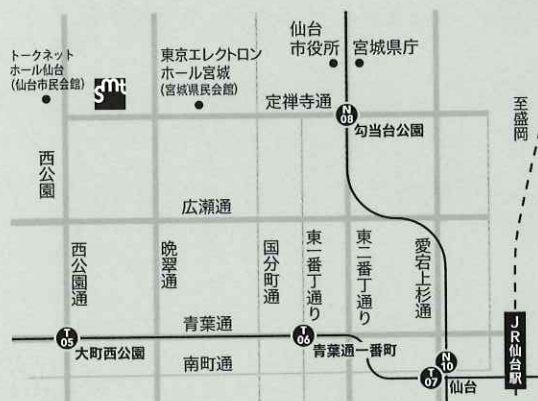 仙台
市役所
宮城県庁
トークネット
ホール仙台
(仙台市民会館)
smt
東京エレクトロン
ホール宮城
(宮城県民会館)
定禅寺通
N
08
勾当台公園
至盛岡
西公園
広瀬通
西公園通
晩翠通
国分町通
東一番丁通り
東二番丁通り
愛宕上杉通
青葉通
T
05
大町西公園
T
06
青葉通一番町
南町通
N
10
T
07
仙台
JR仙台駅